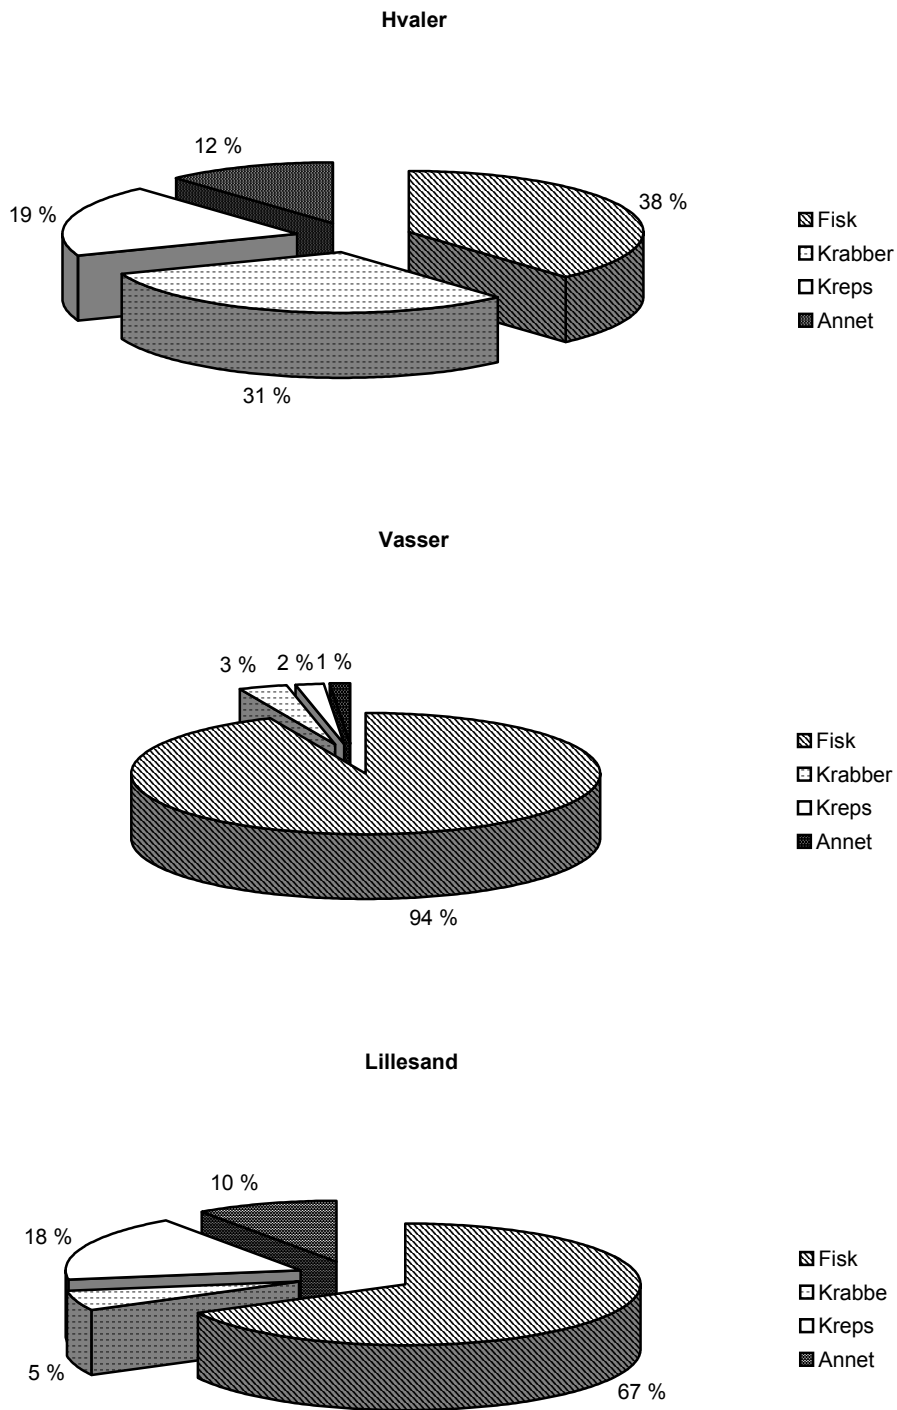 Hvaler
12 %
19 %
38 %
31 %
Fisk
Krabber
Kreps
Annet
Vasser
3 %
2 %
1 %
94 %
Fisk
Krabber
Kreps
Annet
Lillesand
10 %
18 %
5 %
67 %
Fisk
Krabbe
Kreps
Annet